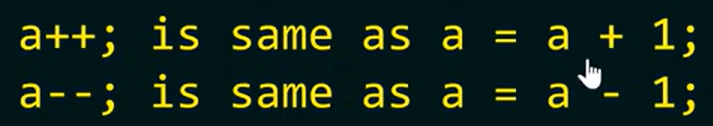 a++; is same as a = a + 1;
a--; is same as a = a - 1;